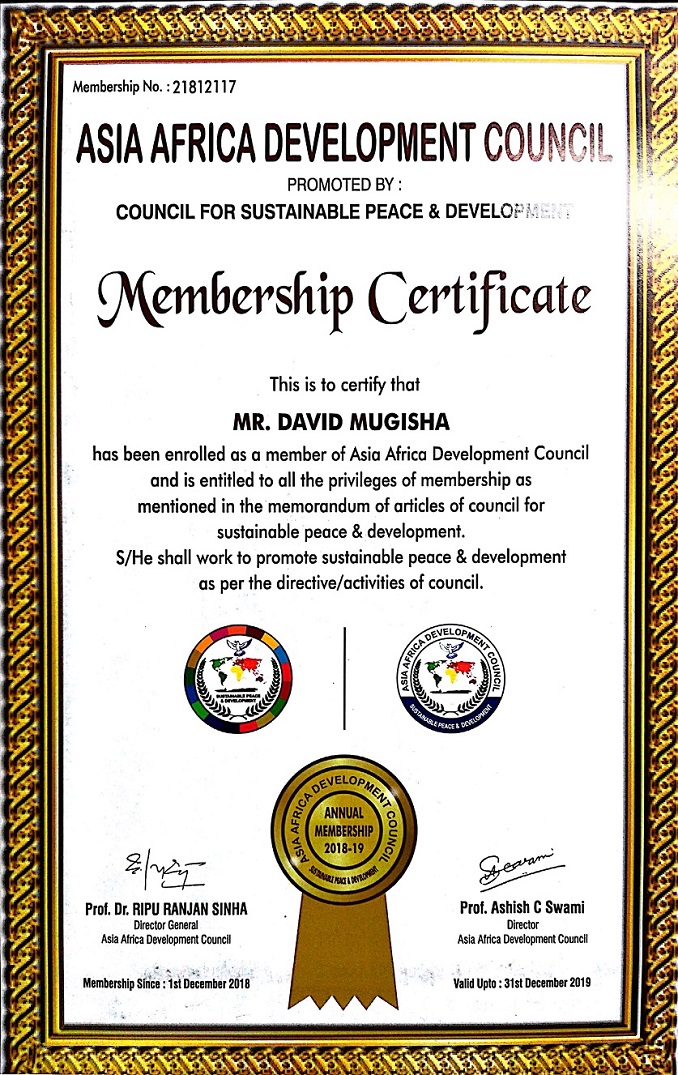 Membership No. : 21812117
ASIA AFRICA DEVELOPMENT COUNCIL
PROMOTED BY :
COUNCIL FOR SUSTAINABLE PEACE & DEVELOPMENT
Membership Certificate
This is to certify that
MR. DAVID MUGISHA
has been enrolled as a member of Asia Africa Development Council
and is entitled to all the privileges of membership as
mentioned in the memorandum of articles of council for
sustainable peace & development.
S/He shall work to promote sustainable peace & development
as per the directive/activities of council.
SUSTAINABLE PEACE
& DEVELOPMENT
ASIA AFRICA DEVELOPMENT COUNCIL
SUSTAINABLE PEACE & DEVELOPMENT
ASIA AFRICA DEVELOPMENT COUNCIL
ANNUAL
MEMBERSHIP
2018-19
SUSTAINABLE PEACE & DEVELOPMENT
Prof. Dr. RIPU RANJAN SINHA
Director General
Asia Africa Development Council
Prof. Ashish C Swami
Director
Asia Africa Development Council
Membership Since : 1st December 2018
Valid Upto : 31st December 2019